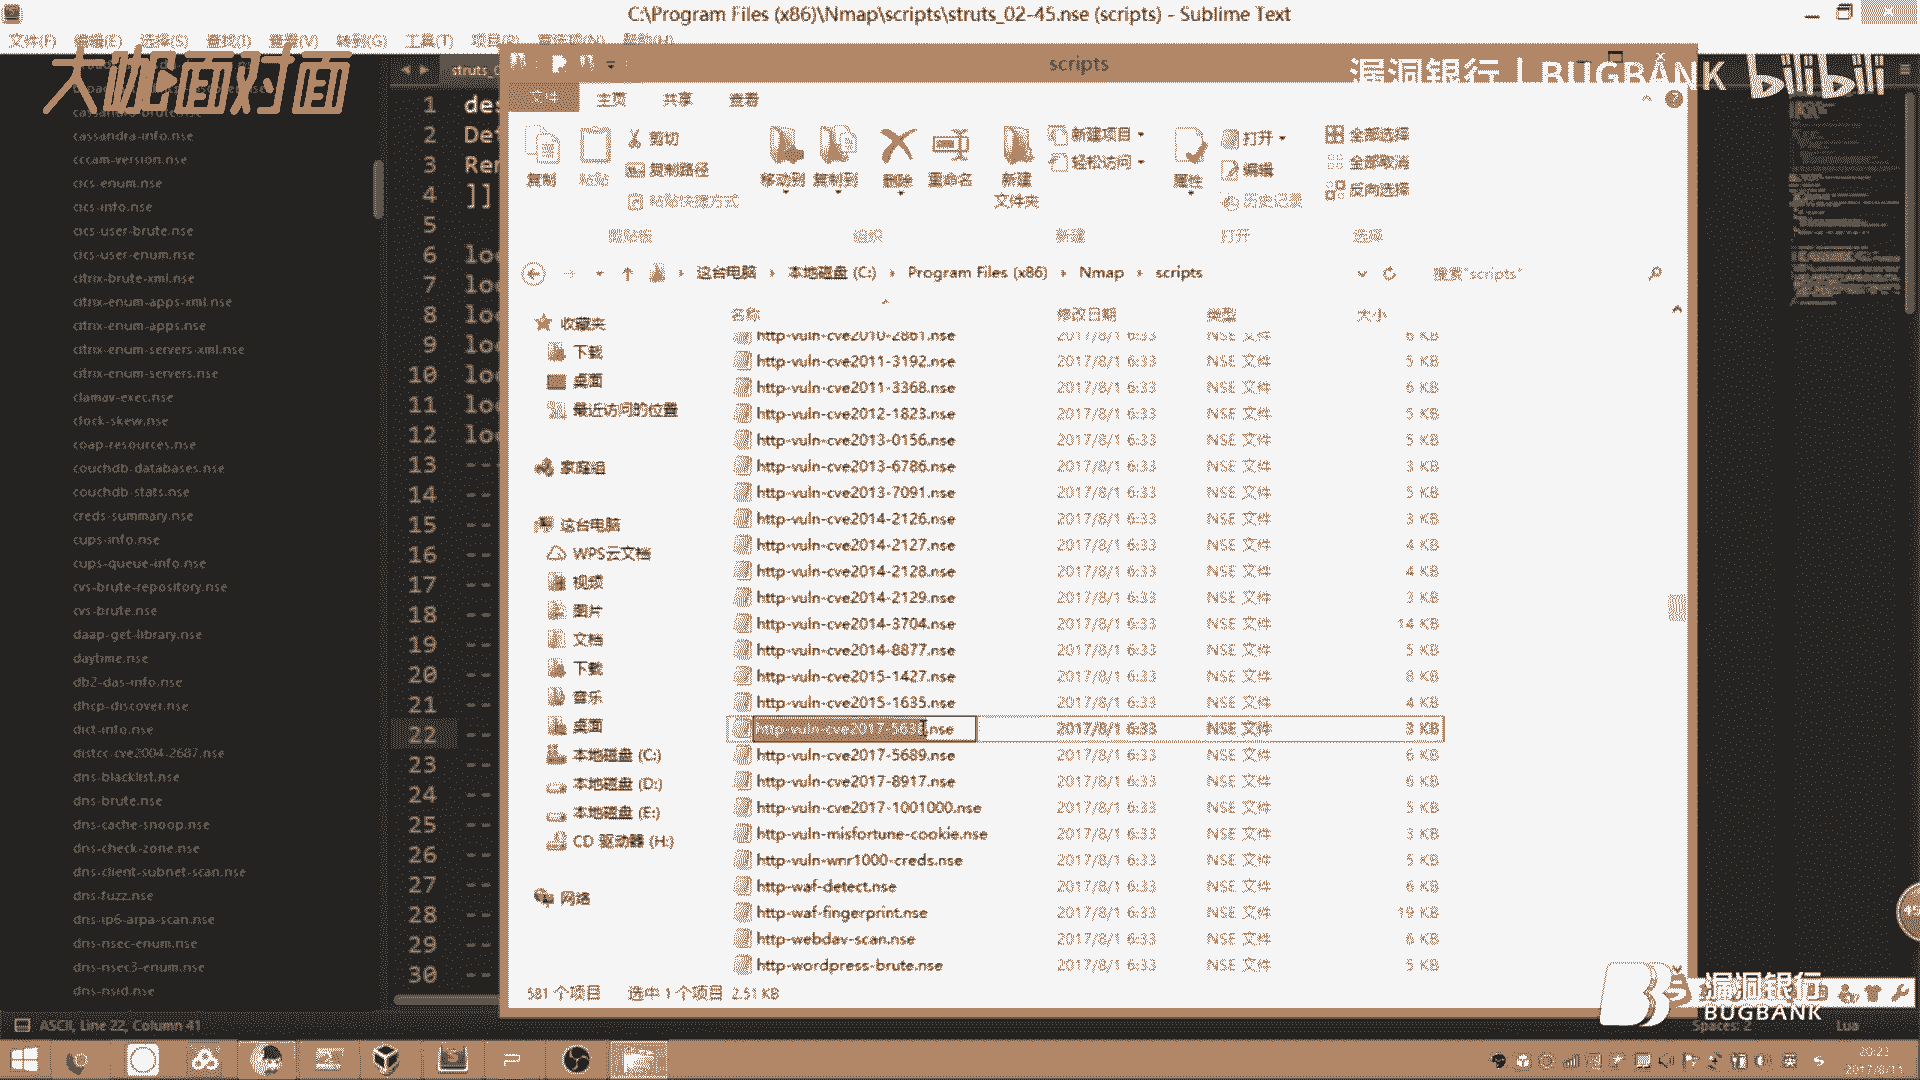 C:\Program Files (x86)\Nmap\scripts\struts_02-45.nse (scripts) - Sublime Text
文件(F) 编辑(E) 选择(S) 查找(I) 查看(V) 转到(G) 工具(T) 项目(P) 首选项(N) 帮助(H)
大咖面对面
漏洞银行 | BUGBANK bilibili
scripts
文件 主页 共享 查看
复制
粘贴
剪切
复制路径
粘贴快捷方式
移动到
复制到
删除
重命名
新建
文件夹
新建项目
轻松访问
属性
打开
编辑
历史记录
全部选择
全部取消
反向选择
剪贴板 组织 新建 打开 选择
这台电脑 本地磁盘 (C:) Program Files (x86) Nmap scripts
搜索"scripts"
cassandra-brute.nse
cassandra-info.nse
cccam-version.nse
cics-enum.nse
cics-info.nse
cics-user-brute.nse
cics-user-enum.nse
citrix-brute-xml.nse
citrix-enum-apps-xml.nse
citrix-enum-apps.nse
citrix-enum-servers-xml.nse
citrix-enum-servers.nse
clamav-exec.nse
clock-skew.nse
coap-resources.nse
couchdb-databases.nse
couchdb-stats.nse
creds-summary.nse
cups-info.nse
cups-queue-info.nse
cvs-brute-repository.nse
cvs-brute.nse
daap-get-library.nse
daytime.nse
db2-das-info.nse
dhcp-discover.nse
dict-info.nse
distcc-cve2004-2687.nse
dns-blacklist.nse
dns-brute.nse
dns-cache-snoop.nse
dns-check-zone.nse
dns-client-subnet-scan.nse
dns-fuzz.nse
dns-ip6-arpa-scan.nse
dns-nsec-enum.nse
dns-nsec3-enum.nse
dns-nsid.nse
1 des
2 Det
3 Ren
4 ]]
5
6 loc
7 loc
8 loc
9 loc
10 loc
11 loc
12 loc
13 --
14 --
15 --
16 --
17 --
18 --
19 --
20 --
21 --
22 --
23 --
24 --
25 --
26 --
27 --
28 --
29 --
30 --
收藏夹
下载
桌面
最近访问的位置
家庭组
这台电脑
WPS云文档
视频
图片
文档
下载
音乐
桌面
本地磁盘 (C:)
本地磁盘 (D:)
本地磁盘 (E:)
CD 驱动器 (H:)
网络
名称 修改日期 类型 大小
http-vuln-cve2010-2861.nse 2017/8/1 6:33 NSE 文件 6 KB
http-vuln-cve2011-3192.nse 2017/8/1 6:33 NSE 文件 5 KB
http-vuln-cve2011-3368.nse 2017/8/1 6:33 NSE 文件 6 KB
http-vuln-cve2012-1823.nse 2017/8/1 6:33 NSE 文件 5 KB
http-vuln-cve2013-0156.nse 2017/8/1 6:33 NSE 文件 5 KB
http-vuln-cve2013-6786.nse 2017/8/1 6:33 NSE 文件 3 KB
http-vuln-cve2013-7091.nse 2017/8/1 6:33 NSE 文件 5 KB
http-vuln-cve2014-2126.nse 2017/8/1 6:33 NSE 文件 3 KB
http-vuln-cve2014-2127.nse 2017/8/1 6:33 NSE 文件 4 KB
http-vuln-cve2014-2128.nse 2017/8/1 6:33 NSE 文件 4 KB
http-vuln-cve2014-2129.nse 2017/8/1 6:33 NSE 文件 3 KB
http-vuln-cve2014-3704.nse 2017/8/1 6:33 NSE 文件 14 KB
http-vuln-cve2014-8877.nse 2017/8/1 6:33 NSE 文件 5 KB
http-vuln-cve2015-1427.nse 2017/8/1 6:33 NSE 文件 8 KB
http-vuln-cve2015-1635.nse 2017/8/1 6:33 NSE 文件 4 KB
http-vuln-cve2017-5638.nse 2017/8/1 6:33 NSE 文件 3 KB
http-vuln-cve2017-5689.nse 2017/8/1 6:33 NSE 文件 6 KB
http-vuln-cve2017-8917.nse 2017/8/1 6:33 NSE 文件 6 KB
http-vuln-cve2017-1001000.nse 2017/8/1 6:33 NSE 文件 5 KB
http-vuln-misfortune-cookie.nse 2017/8/1 6:33 NSE 文件 3 KB
http-vuln-wnr1000-creds.nse 2017/8/1 6:33 NSE 文件 5 KB
http-waf-detect.nse 2017/8/1 6:33 NSE 文件 6 KB
http-waf-fingerprint.nse 2017/8/1 6:33 NSE 文件 19 KB
http-webdav-scan.nse 2017/8/1 6:33 NSE 文件 6 KB
http-wordpress-brute.nse 2017/8/1 6:33 NSE 文件 5 KB
581 个项目 选中 1 个项目 2.51 KB
漏洞银行
BUGBANK
ASCII, Line 22, Column 41
Spaces: 2 Lua
20:23
2017/8/11